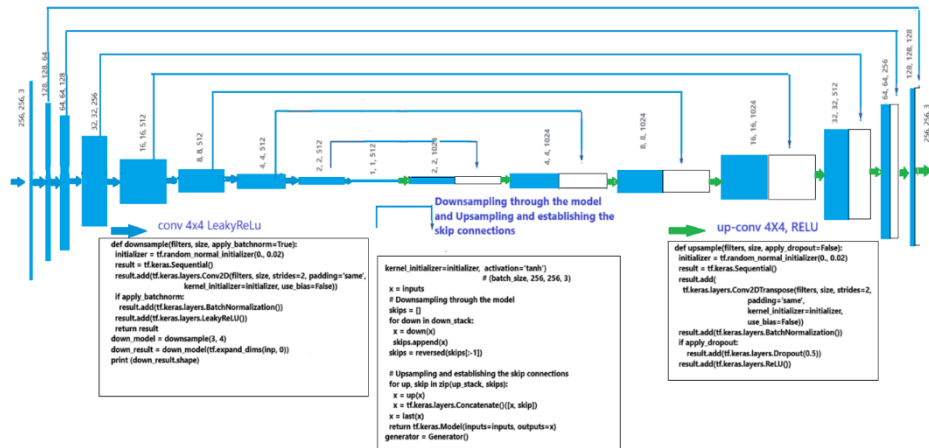 256, 256, 3
128, 128, 64
64, 64, 128
32, 32, 256
16, 16, 512
8, 8, 512
4, 4, 512
2, 2, 512
1, 1, 512
2, 2, 1024
4, 4, 1024
8, 8, 1024
16, 16, 1024
32, 32, 512
64, 64, 256
128, 128, 128
256, 256, 3
conv 4x4 LeakyReLu
def downsample(filters, size, apply_batchnorm=True):
initializer = tf.random_normal_initializer(0., 0.02)
result = tf.keras.Sequential()
result.add(tf.keras.layers.Conv2D(filters, size, strides=2, padding='same',
kernel_initializer=initializer, use_bias=False))
if apply_batchnorm:
result.add(tf.keras.layers.BatchNormalization())
result.add(tf.keras.layers.LeakyReLU())
return result
down_model = downsample(3, 4)
down_result = down_model(tf.expand_dims(inp, 0))
print (down_result.shape)
Downsampling through the model
and Upsampling and establishing the
skip connections
kernel_initializer=initializer, activation='tanh')
# (batch_size, 256, 256, 3)
x = inputs
# Downsampling through the model
skips = []
for down in down_stack:
x = down(x)
skips.append(x)
skips = reversed(skips[:-1])
# Upsampling and establishing the skip connections
for up, skip in zip(up_stack, skips):
x = up(x)
x = tf.keras.layers.Concatenate()([x, skip])
x = last(x)
return tf.keras.Model(inputs=inputs, outputs=x)
generator = Generator()
up-conv 4X4, RELU
def upsample(filters, size, apply_dropout=False):
initializer = tf.random_normal_initializer(0., 0.02)
result = tf.keras.Sequential()
result.add(
tf.keras.layers.Conv2DTranspose(filters, size, strides=2,
padding='same',
kernel_initializer=initializer,
use_bias=False))
result.add(tf.keras.layers.BatchNormalization())
if apply_dropout:
result.add(tf.keras.layers.Dropout(0.5))
result.add(tf.keras.layers.ReLU())